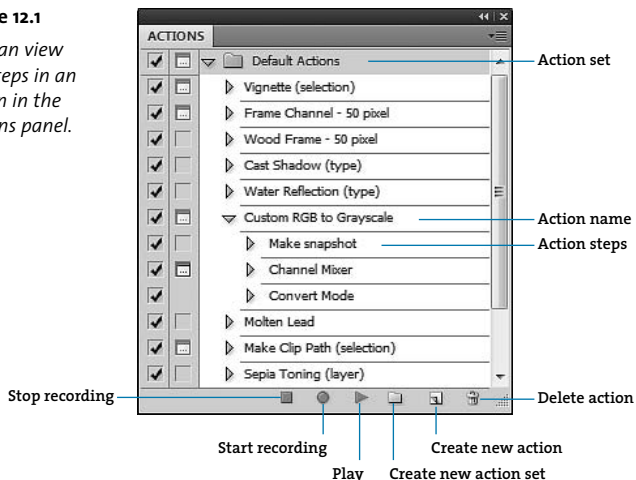 e 12.1
an view
teps in an
n in the
ns panel.
ACTIONS
Default Actions
Vignette (selection)
Frame Channel - 50 pixel
Wood Frame - 50 pixel
Cast Shadow (type)
Water Reflection (type)
Custom RGB to Grayscale
Make snapshot
Channel Mixer
Convert Mode
Molten Lead
Make Clip Path (selection)
Sepia Toning (layer)
Action set
Action name
Action steps
Stop recording
Delete action
Start recording
Create new action
Play
Create new action set